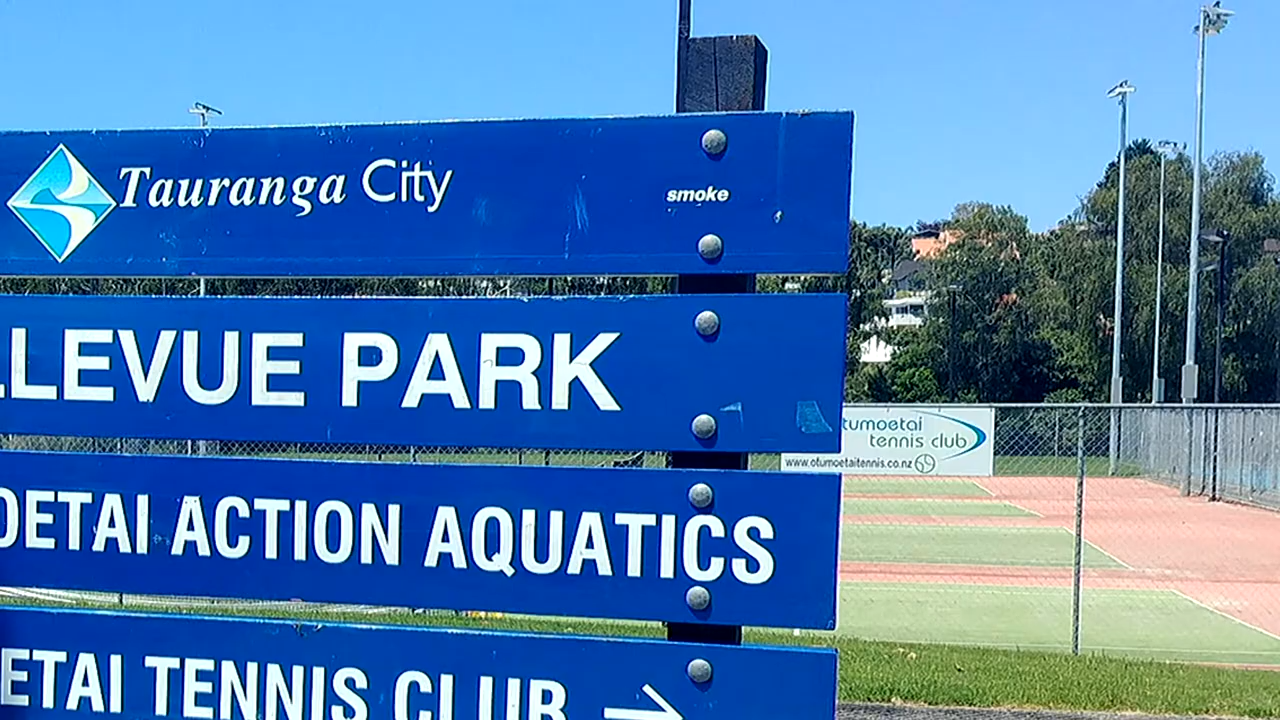 Tauranga City
smoke
LLEVUE PARK
OETAI ACTION AQUATICS
ETAI TENNIS CLUB
tumoetai
tennis club
www.otumoetaitennis.co.nz